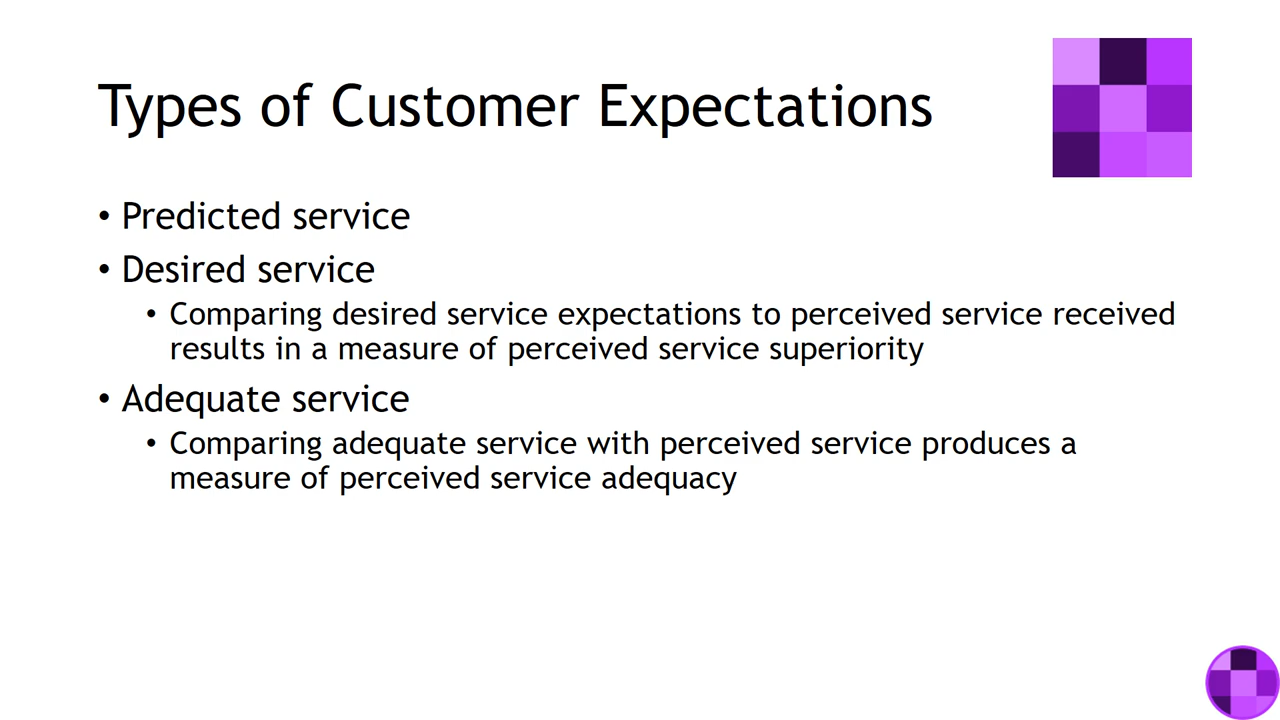 Types of Customer Expectations
• Predicted service
• Desired service
• Comparing desired service expectations to perceived service received
results in a measure of perceived service superiority
• Adequate service
• Comparing adequate service with perceived service produces a
measure of perceived service adequacy